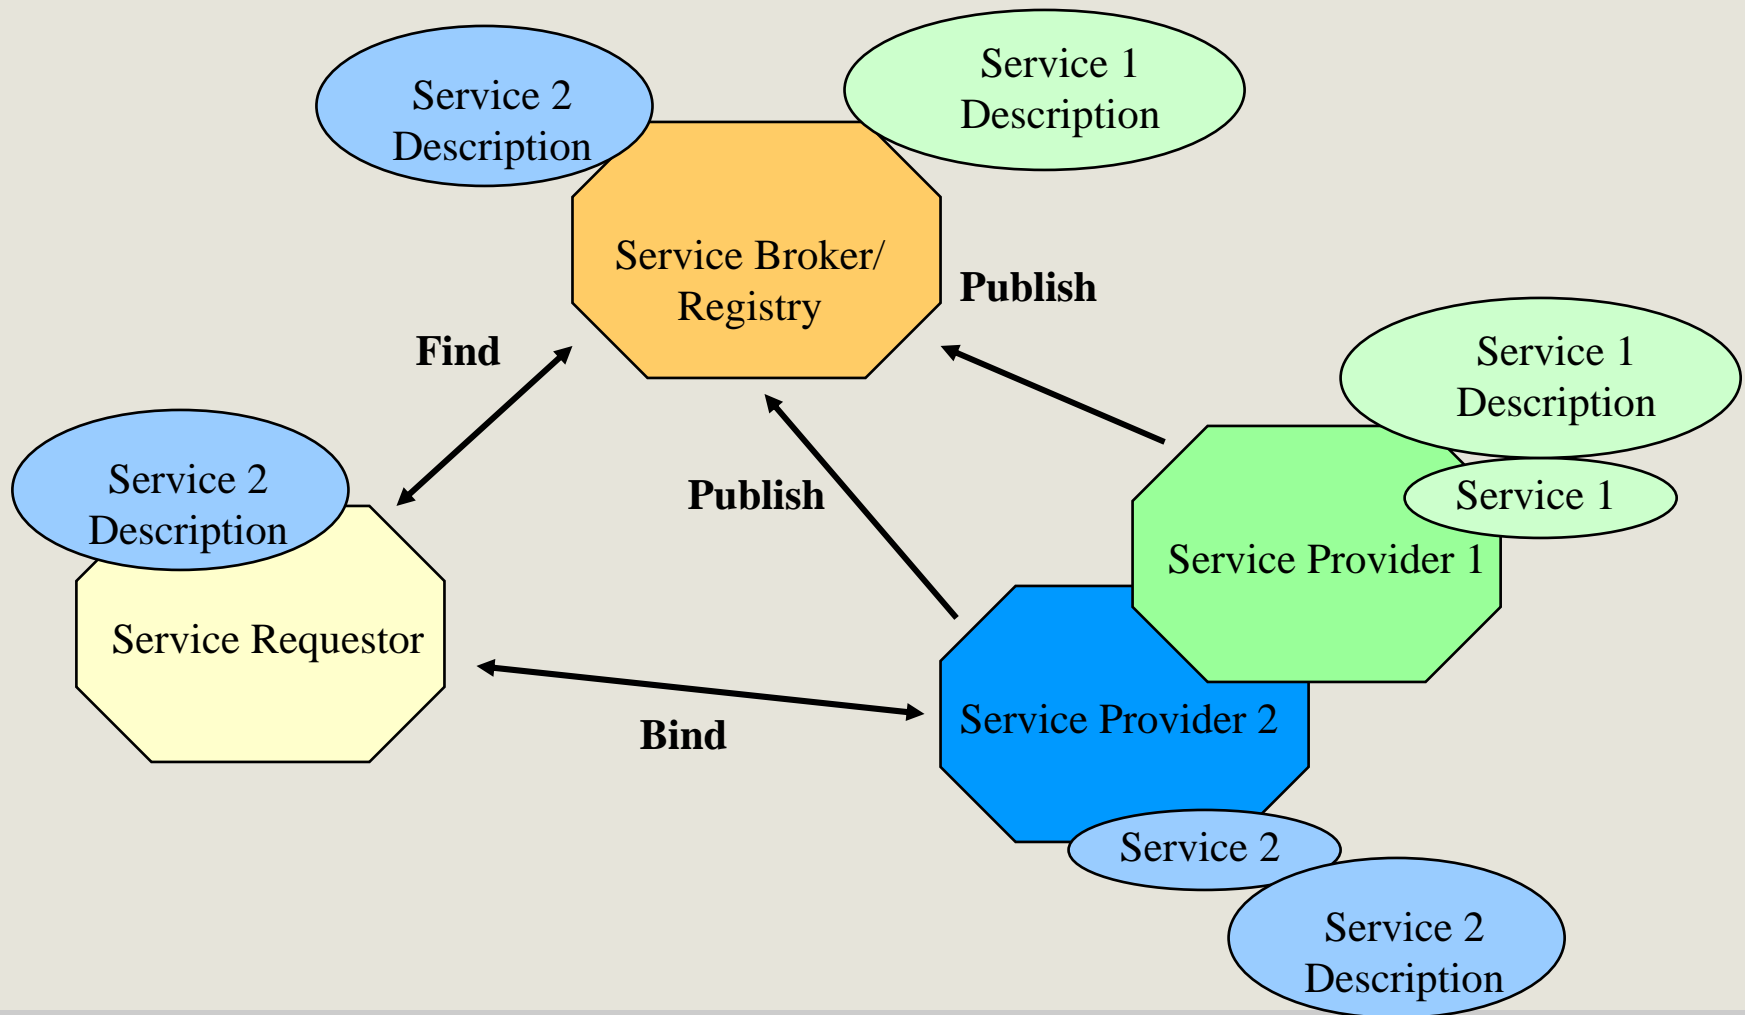 Service 1
Description
Service 2
Description
Service Broker/
Registry
Publish
Find
Service 1
Description
Service 2
Description
Publish
Service 1
Service Provider 1
Service Requestor
Service Provider 2
Bind
Service 2
Service 2
Description